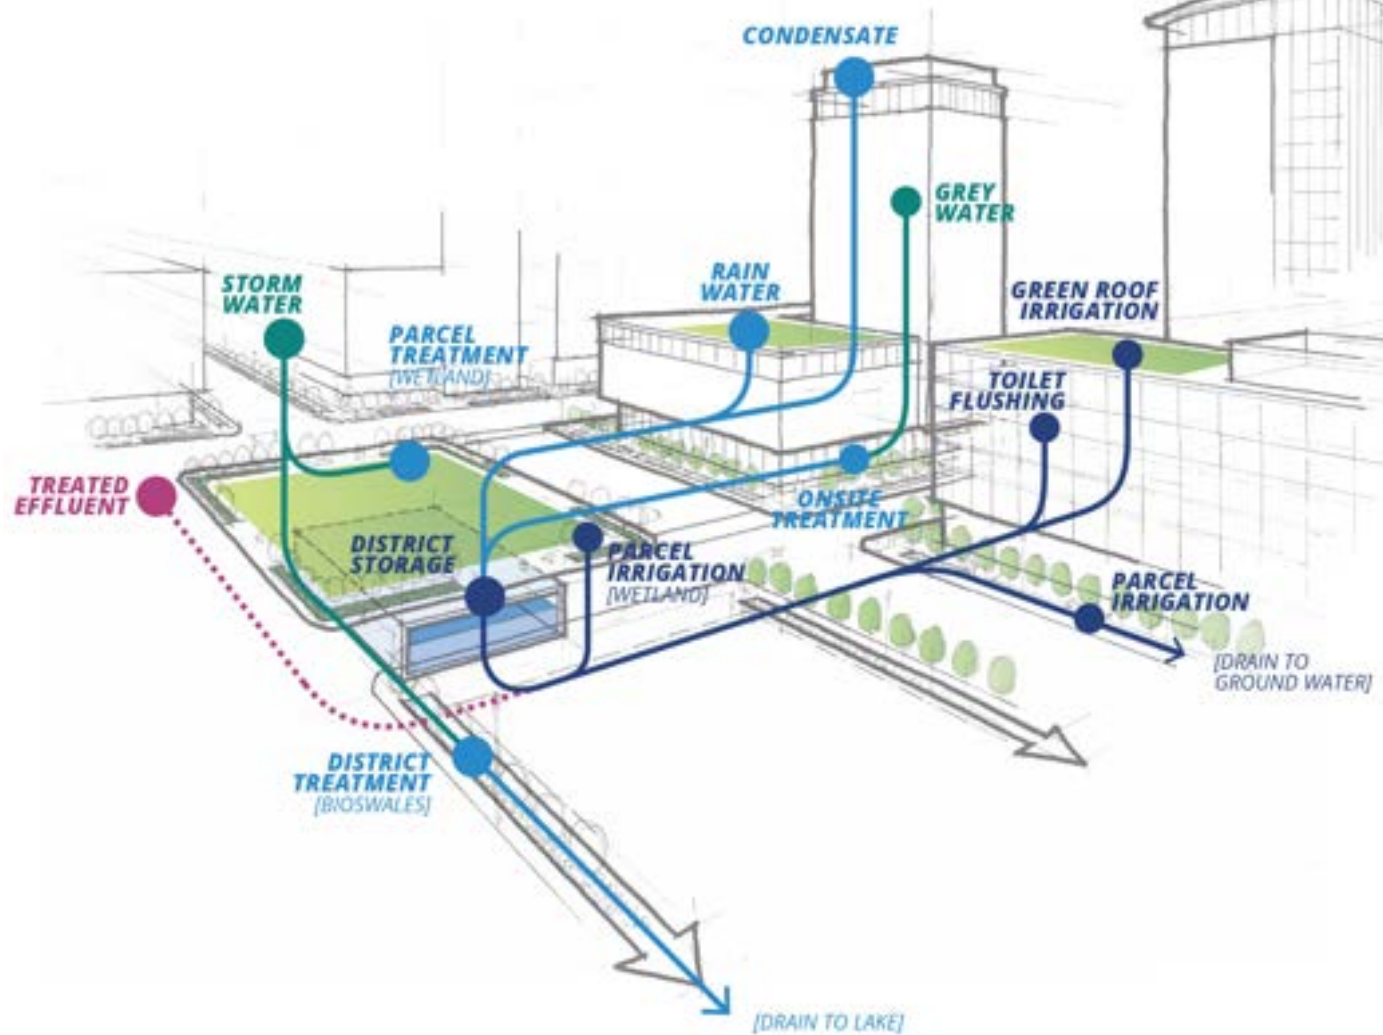 CONDENSATE
GREY
WATER
RAIN
WATER
STORM
WATER
GREEN ROOF
IRRIGATION
PARCEL
TREATMENT
[WETLAND]
TOILET
FLUSHING
TREATED
EFFLUENT
ONSITE
TREATMENT
DISTRICT
STORAGE
PARCEL
IRRIGATION
[WETLAND]
PARCEL
IRRIGATION
[DRAIN TO
GROUND WATER]
DISTRICT
TREATMENT
[BIOSWALES]
[DRAIN TO LAKE]